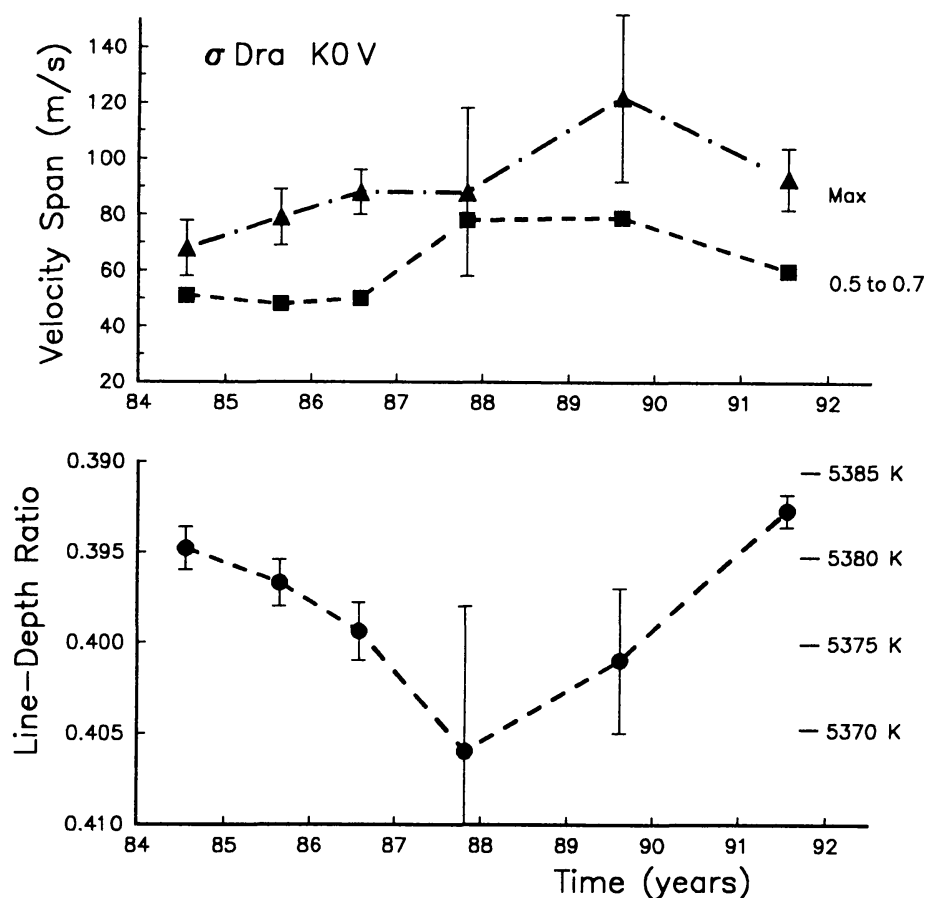 σ Dra K0 V
Velocity Span (m/s)
140
120
100
80
60
40
20
Max
0.5 to 0.7
84 85 86 87 88 89 90 91 92
Line-Depth Ratio
0.390
0.395
0.400
0.405
0.410
5385 K
5380 K
5375 K
5370 K
84 85 86 87 88 89 90 91 92
Time (years)